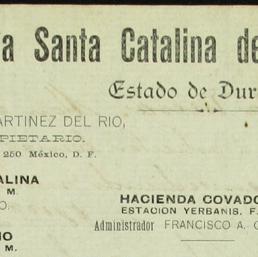 a Santa Catalina de
Estado de Dur
ARTINEZ DEL RIO,
PIETARIO.
250 México, D. F.
ALINA
M.
O.
HACIENDA COVADO
ESTACION YERBANIS, F.
Administrador FRANCISCO A. G
IO
M.